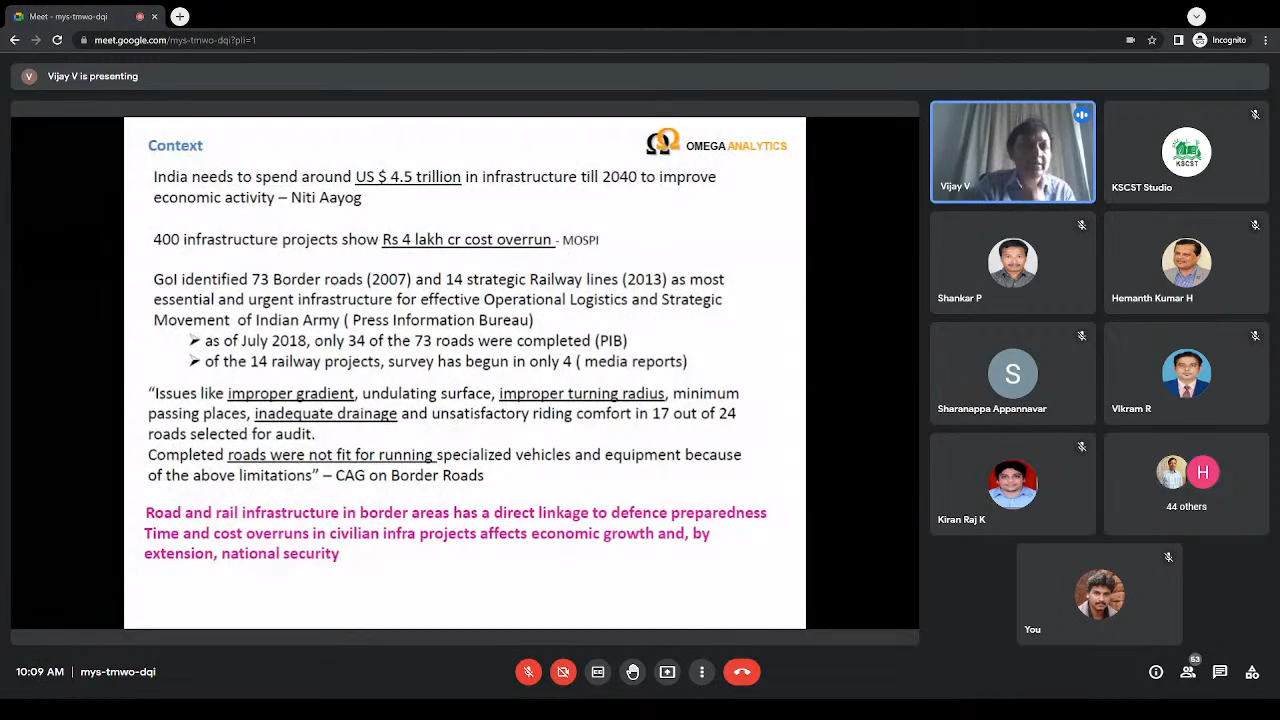 Meet - mys-tmwo-dqi
meet.google.com/mys-tmwo-dqi?pli=1
Incognito
V
Vijay V is presenting
Context
OMEGA ANALYTICS
India needs to spend around US $ 4.5 trillion in infrastructure till 2040 to improve
economic activity – Niti Aayog
400 infrastructure projects show Rs 4 lakh cr cost overrun - MOSPI
GoI identified 73 Border roads (2007) and 14 strategic Railway lines (2013) as most
essential and urgent infrastructure for effective Operational Logistics and Strategic
Movement of Indian Army ( Press Information Bureau)
➢ as of July 2018, only 34 of the 73 roads were completed (PIB)
➢ of the 14 railway projects, survey has begun in only 4 ( media reports)
“Issues like improper gradient, undulating surface, improper turning radius, minimum
passing places, inadequate drainage and unsatisfactory riding comfort in 17 out of 24
roads selected for audit.
Completed roads were not fit for running specialized vehicles and equipment because
of the above limitations” – CAG on Border Roads
Road and rail infrastructure in border areas has a direct linkage to defence preparedness
Time and cost overruns in civilian infra projects affects economic growth and, by
extension, national security
Vijay V
KSCST
KSCST Studio
Shankar P
Hemanth Kumar H
S
Sharanappa Appannavar
VIkram R
Kiran Raj K
H
44 others
You
10:09 AM | mys-tmwo-dqi
53